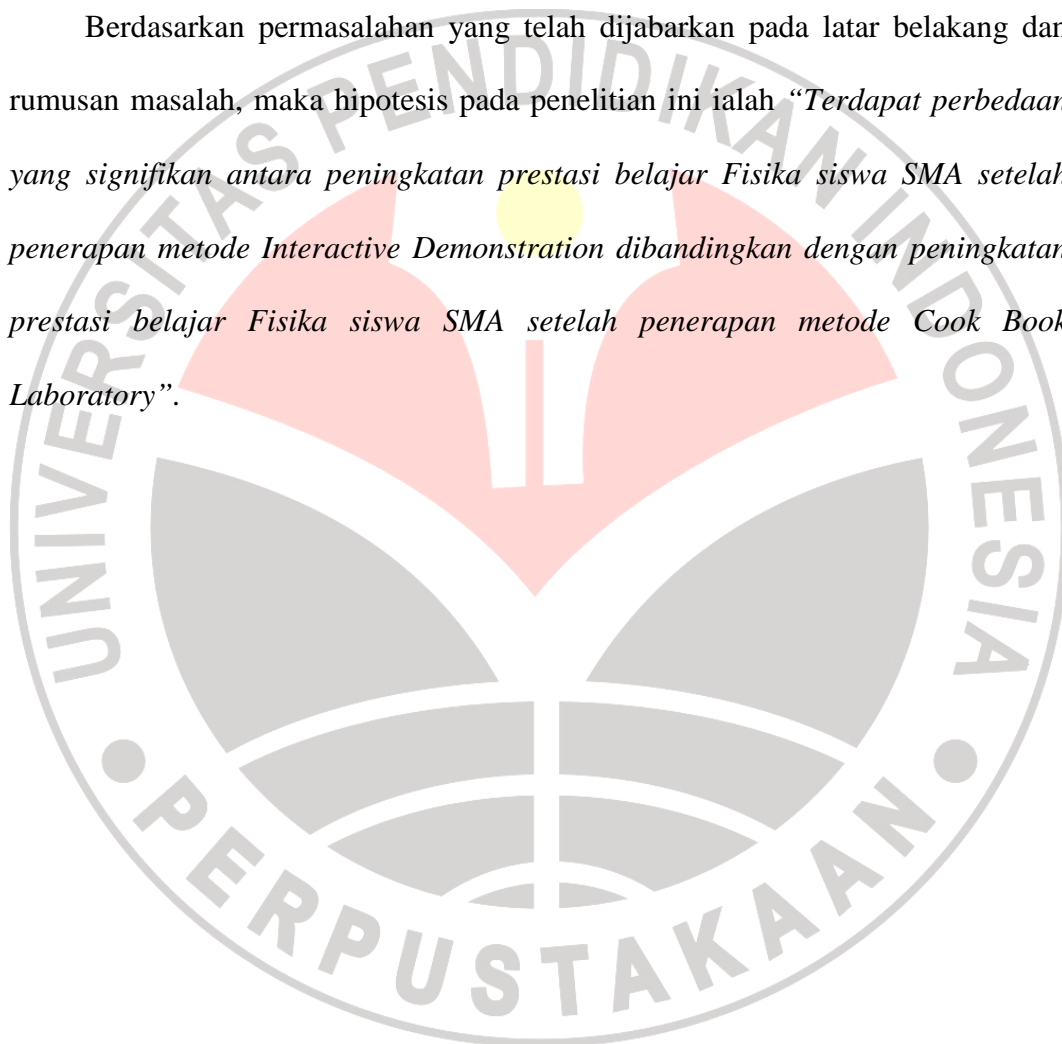 Berdasarkan permasalahan yang telah dijabarkan pada latar belakang dan
rumusan masalah, maka hipotesis pada penelitian ini ialah “Terdapat perbedaan
yang signifikan antara peningkatan prestasi belajar Fisika siswa SMA setelah
penerapan metode Interactive Demonstration dibandingkan dengan peningkatan
prestasi belajar Fisika siswa SMA setelah penerapan metode Cook Book
Laboratory”.
UNIVERSITAS PENDIDIKAN INDONESIA
PERPUSTAKAAN